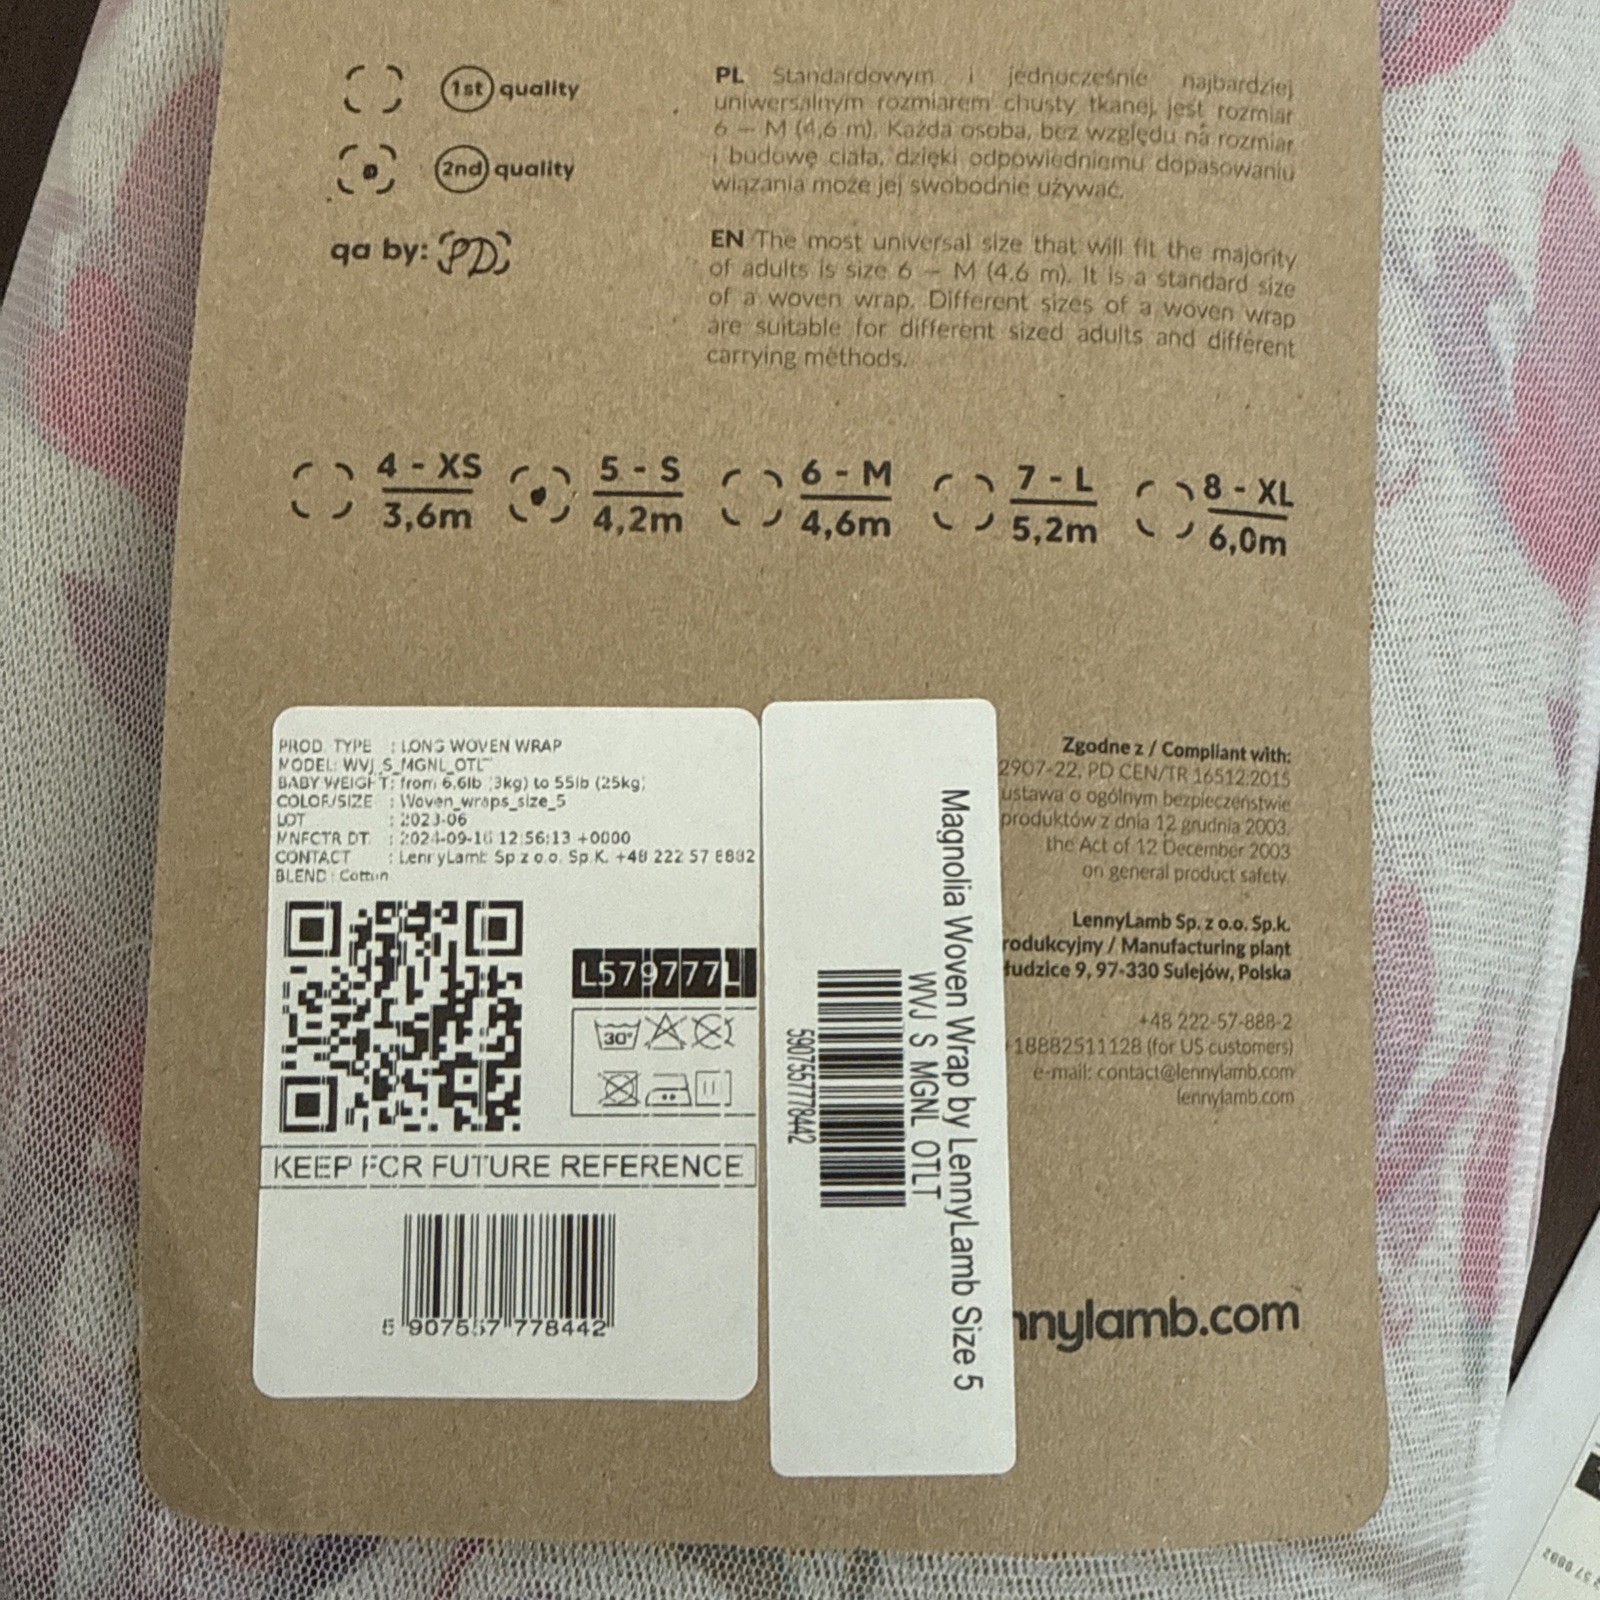 1st quality
2nd quality
qa by: PD
PL Standardowym i jednocześnie najbardziej
uniwersalnym rozmiarem chusty tkanej, jest rozmiar
6 – M (4,6 m). Każda osoba, bez względu na rozmiar
i budowę ciała, dzięki odpowiedniemu dopasowaniu
wiązania może jej swobodnie używać.
EN The most universal size that will fit the majority
of adults is size 6 – M (4.6 m). It is a standard size
of a woven wrap. Different sizes of a woven wrap
are suitable for different sized adults and different
carrying methods.
4 - XS 5 - S 6 - M 7 - L 8 - XL
3,6m 4,2m 4,6m 5,2m 6,0m
PROD. TYPE : LONG WOVEN WRAP
MODEL: WVJ_S_MGNL_OTLT
BABY WEIGHT: from 6.6lb (3kg) to 55lb (25kg)
COLOR/SIZE : Woven_wraps_size_5
LOT : 2023-06
MNFCTR DT. : 2024-09-16 12:56:13 +0000
CONTACT : LennyLamb Sp z o.o. Sp.K. +48 222 57 8882
BLEND : Cotton
L579777L
30°
KEEP FOR FUTURE REFERENCE
5 907557 778442
Magnolia Woven Wrap by LennyLamb Size 5
WVJ S MGNL OTLT
5907557778442
Zgodne z / Compliant with:
2907-22, PD CEN/TR 16512:2015
ustawa o ogólnym bezpieczeństwie
produktów z dnia 12 grudnia 2003.
the Act of 12 December 2003
on general product safety.
LennyLamb Sp. z o.o. Sp.k.
rodukcyjny / Manufacturing plant
łudzice 9, 97-330 Sulejów, Polska
+48 222-57-888-2
18882511128 (for US customers)
e-mail: contact@lennylamb.com
lennylamb.com
nnylamb.com